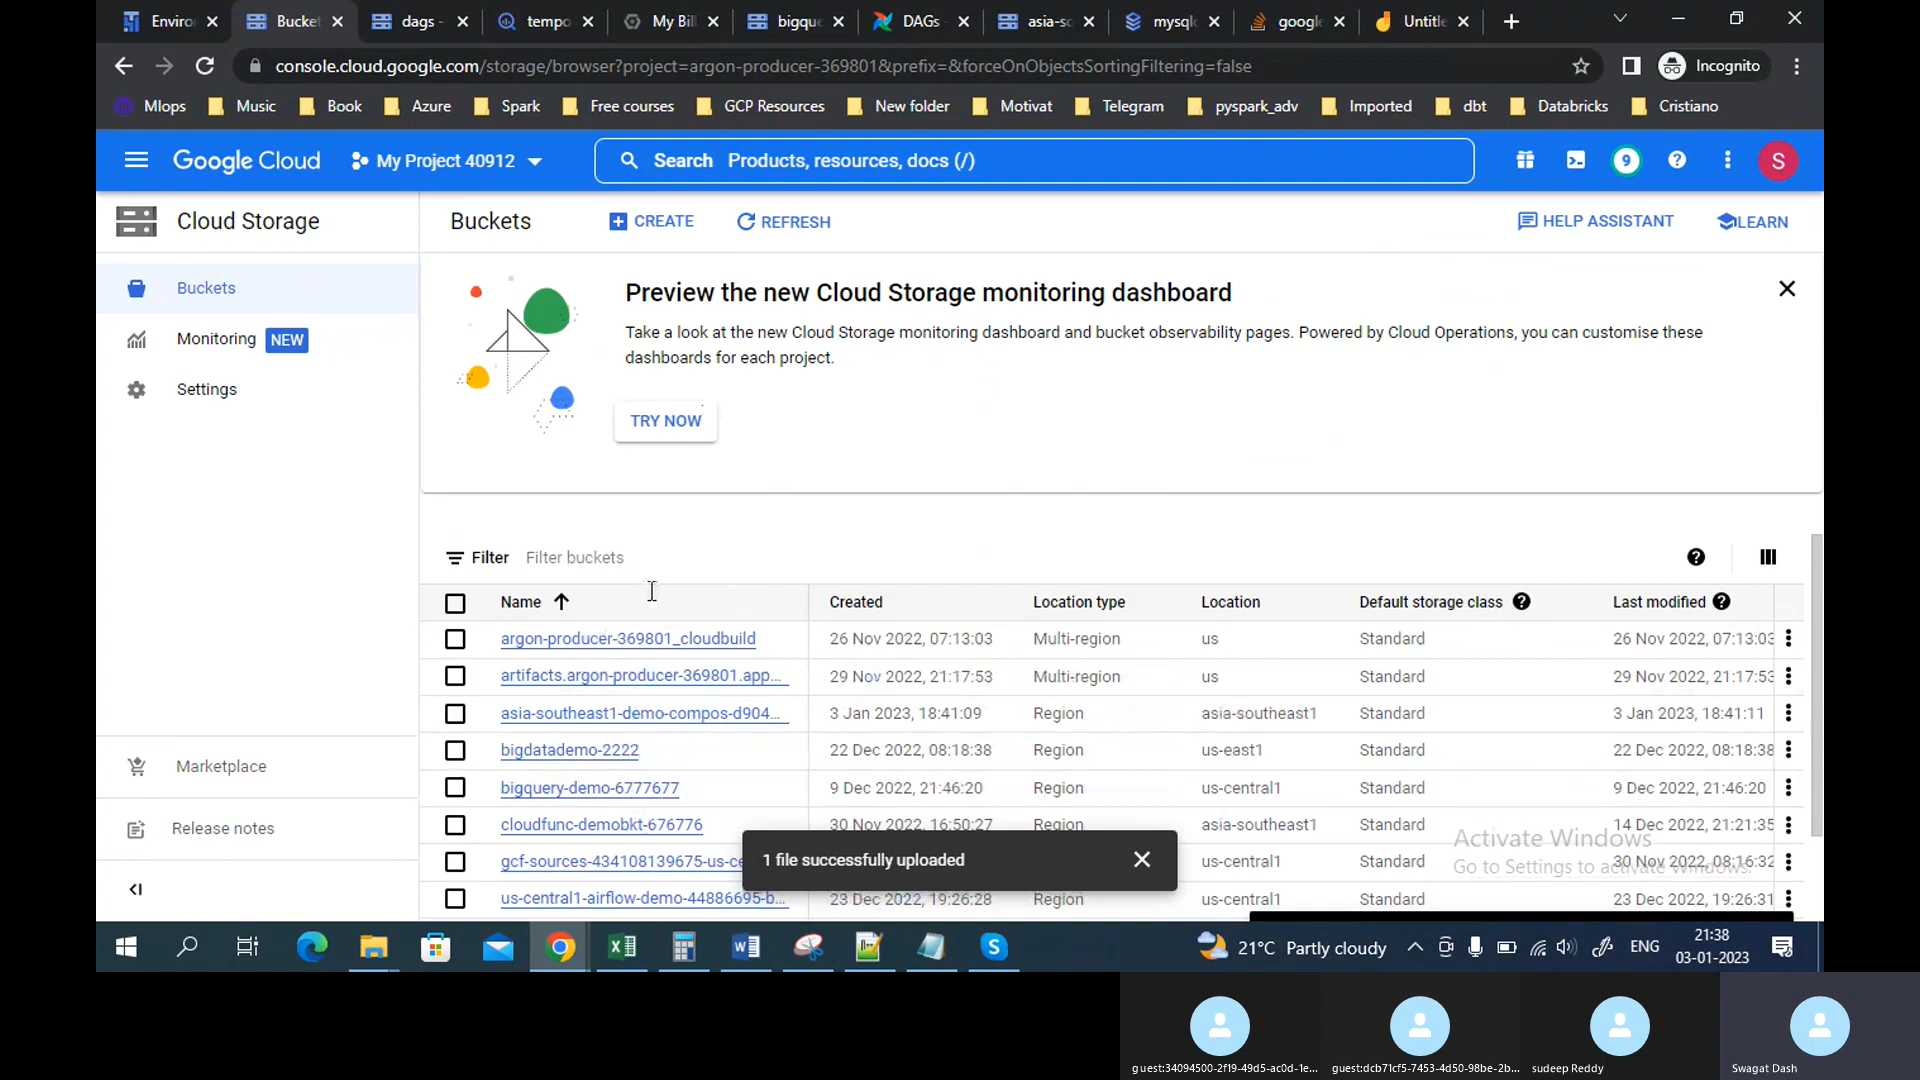 Enviro
Bucket
dags -
tempo
My Bill
bigque
DAGs
asia-so
mysqlc
google
Untitle
console.cloud.google.com/storage/browser?project=argon-producer-369801&prefix=&forceOnObjectsSortingFiltering=false
Incognito
Mlops
Music
Book
Azure
Spark
Free courses
GCP Resources
New folder
Motivat
Telegram
pyspark_adv
Imported
dbt
Databricks
Cristiano
Google Cloud
My Project 40912
Search Products, resources, docs (/)
9
S
Cloud Storage
Buckets
CREATE
REFRESH
HELP ASSISTANT
LEARN
Buckets
Monitoring NEW
Settings
Marketplace
Release notes
Preview the new Cloud Storage monitoring dashboard
Take a look at the new Cloud Storage monitoring dashboard and bucket observability pages. Powered by Cloud Operations, you can customise these
dashboards for each project.
TRY NOW
Filter Filter buckets
Name Created Location type Location Default storage class Last modified
argon-producer-369801_cloudbuild 26 Nov 2022, 07:13:03 Multi-region us Standard 26 Nov 2022, 07:13:03
artifacts.argon-producer-369801.app... 29 Nov 2022, 21:17:53 Multi-region us Standard 29 Nov 2022, 21:17:53
asia-southeast1-demo-compos-d904... 3 Jan 2023, 18:41:09 Region asia-southeast1 Standard 3 Jan 2023, 18:41:11
bigdatademo-2222 22 Dec 2022, 08:18:38 Region us-east1 Standard 22 Dec 2022, 08:18:38
bigquery-demo-6777677 9 Dec 2022, 21:46:20 Region us-central1 Standard 9 Dec 2022, 21:46:20
cloudfunc-demobkt-676776 30 Nov 2022, 16:50:27 Region asia-southeast1 Standard 14 Dec 2022, 21:21:35
gcf-sources-434108139675-us-ce us-central1 Standard 30 Nov 2022, 08:16:32
us-central1-airflow-demo-44886695-b... 23 Dec 2022, 19:26:28 Region us-central1 Standard 23 Dec 2022, 19:26:31
1 file successfully uploaded
Activate Windows
Go to Settings to activate Windows.
21°C Partly cloudy
ENG
21:38
03-01-2023
guest:34094500-2f19-49d5-ac0d-1e...
guest:dcb71cf5-7453-4d50-98be-2b...
sudeep Reddy
Swagat Dash